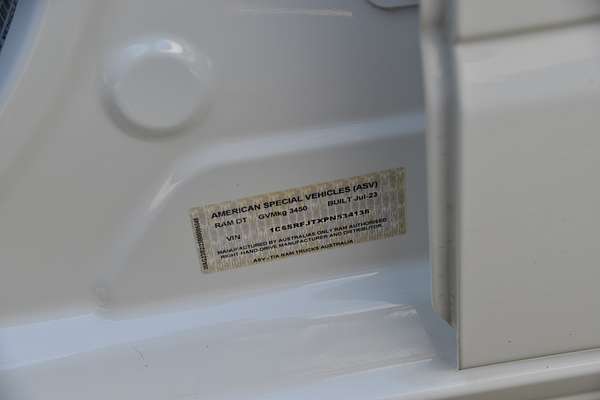 AMERICAN SPECIAL VEHICLES (ASV)
RAM DT GVMkg 3450 BUILT Jul-23
VIN 1C6SRFJTXPN534138
MANUFACTURED BY AUSTRALIAS ONLY RAM AUTHORISED
RIGHT HAND-DRIVE MANUFACTURER AND DISTRIBUTOR
ASV - T/A RAM TRUCKS AUSTRALIA